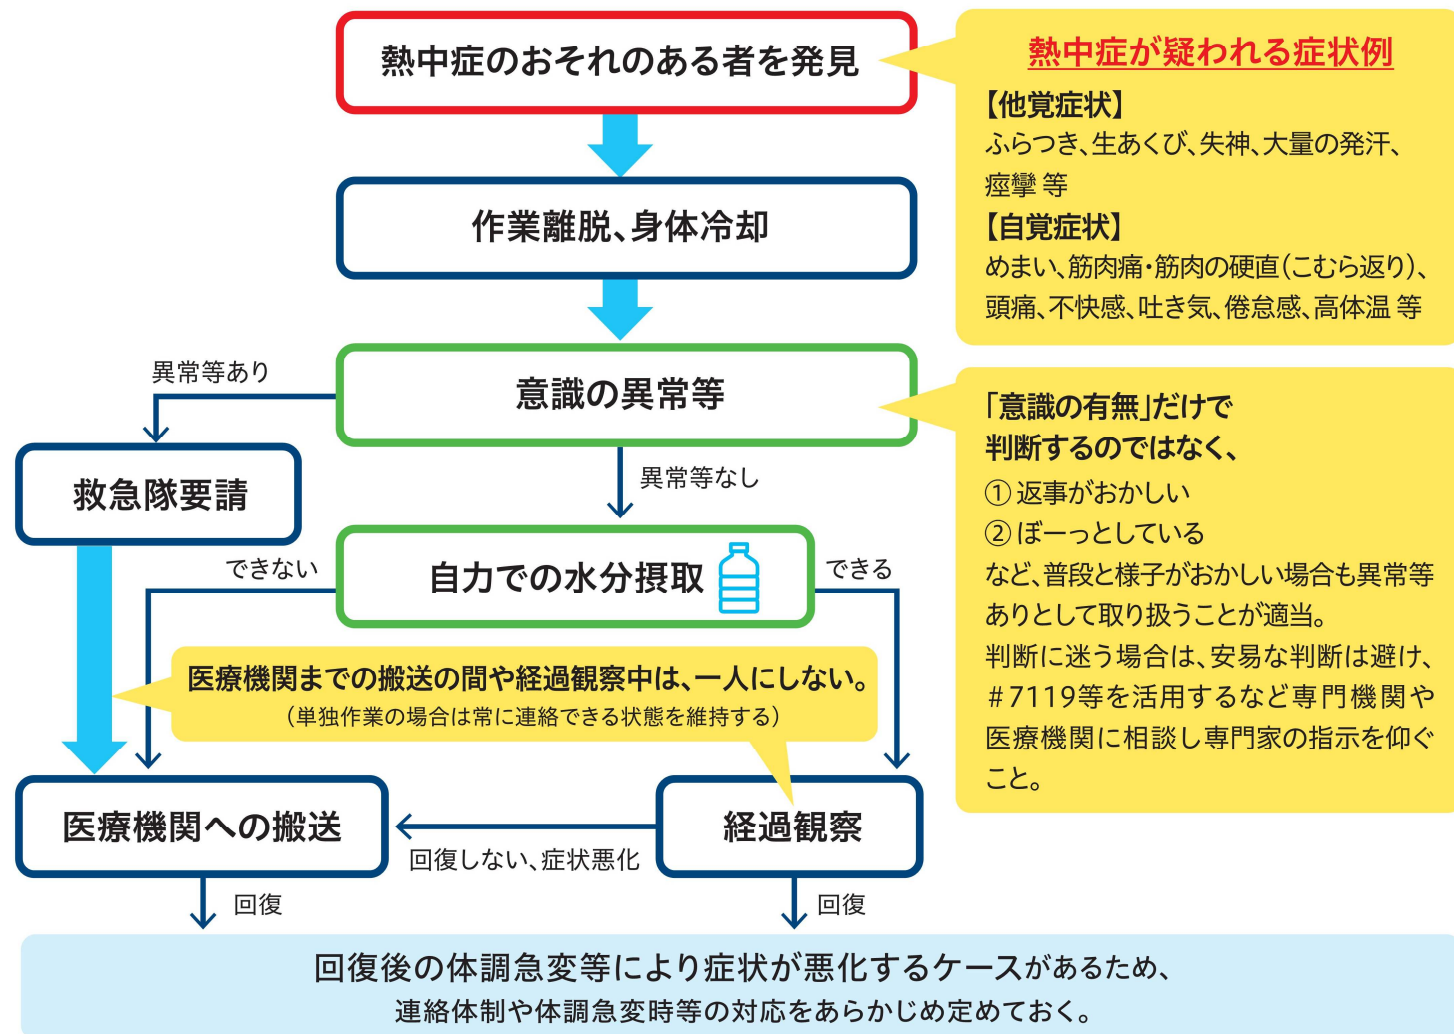 熱中症のおそれのある者を発見
熱中症が疑われる症状例
【他覚症状】
ふらつき、生あくび、失神、大量の発汗、
痙攣 等
【自覚症状】
めまい、筋肉痛・筋肉の硬直(こむら返り)、
頭痛、不快感、吐き気、倦怠感、高体温 等
作業離脱、身体冷却
意識の異常等
異常等あり
異常等なし
「意識の有無」だけで
判断するのではなく、
① 返事がおかしい
② ぼーっとしている
など、普段と様子がおかしい場合も異常等
ありとして取り扱うことが適当。
判断に迷う場合は、安易な判断は避け、
#7119等を活用するなど専門機関や
医療機関に相談し専門家の指示を仰ぐ
こと。
救急隊要請
自力での水分摂取
できない
できる
医療機関までの搬送の間や経過観察中は、一人にしない。
(単独作業の場合は常に連絡できる状態を維持する)
医療機関への搬送
経過観察
回復しない、症状悪化
回復
回復
回復後の体調急変等により症状が悪化するケースがあるため、
連絡体制や体調急変時等の対応をあらかじめ定めておく。